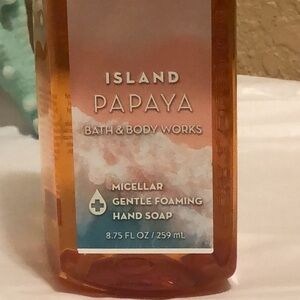 ISLAND
PAPAYA
BATH & BODY WORKS
MICELLAR
GENTLE FOAMING
HAND SOAP
8.75 FL OZ / 259 mL